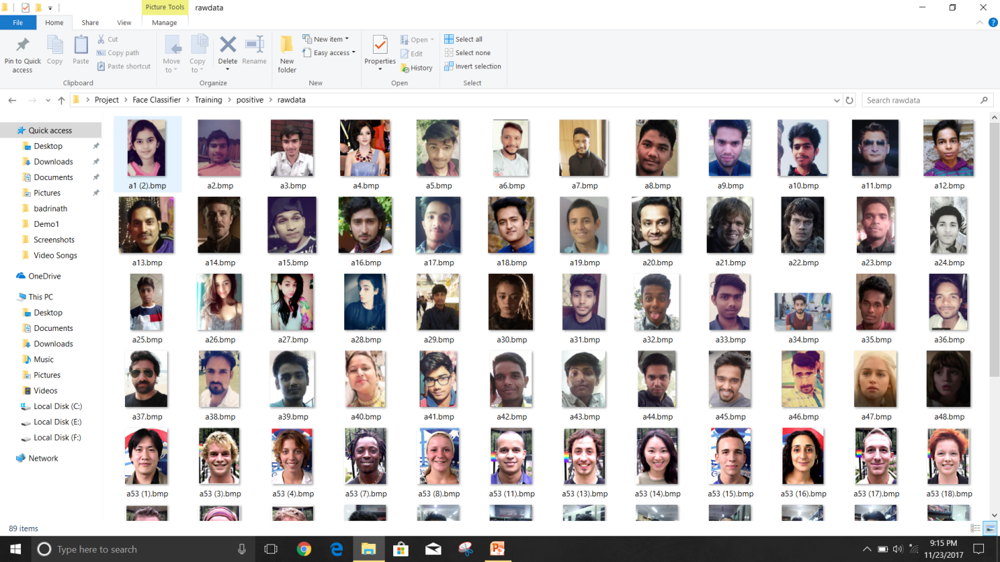 Picture Tools rawdata
File Home Share View Manage
Pin to Quick access
Copy
Paste
Cut
Copy path
Paste shortcut
Clipboard
Move to
Copy to
Delete
Rename
Organize
New folder
New item
Easy access
New
Properties
Open
Edit
History
Open
Select all
Select none
Invert selection
Select
Project Face Classifier Training positive rawdata
Search rawdata
Quick access
Desktop
Downloads
Documents
Pictures
badrinath
Demo1
Screenshots
Video Songs
OneDrive
This PC
Desktop
Documents
Downloads
Music
Pictures
Videos
Local Disk (C:)
Local Disk (E:)
Local Disk (F:)
Network
a1 (2).bmp a2.bmp a3.bmp a4.bmp a5.bmp a6.bmp a7.bmp a8.bmp a9.bmp a10.bmp a11.bmp a12.bmp
a13.bmp a14.bmp a15.bmp a16.bmp a17.bmp a18.bmp a19.bmp a20.bmp a21.bmp a22.bmp a23.bmp a24.bmp
a25.bmp a26.bmp a27.bmp a28.bmp a29.bmp a30.bmp a31.bmp a32.bmp a33.bmp a34.bmp a35.bmp a36.bmp
a37.bmp a38.bmp a39.bmp a40.bmp a41.bmp a42.bmp a43.bmp a44.bmp a45.bmp a46.bmp a47.bmp a48.bmp
a53 (1).bmp a53 (3).bmp a53 (4).bmp a53 (7).bmp a53 (8).bmp a53 (11).bmp a53 (13).bmp a53 (14).bmp a53 (15).bmp a53 (16).bmp a53 (17).bmp a53 (18).bmp
89 items
Type here to search
9:15 PM
11/23/2017